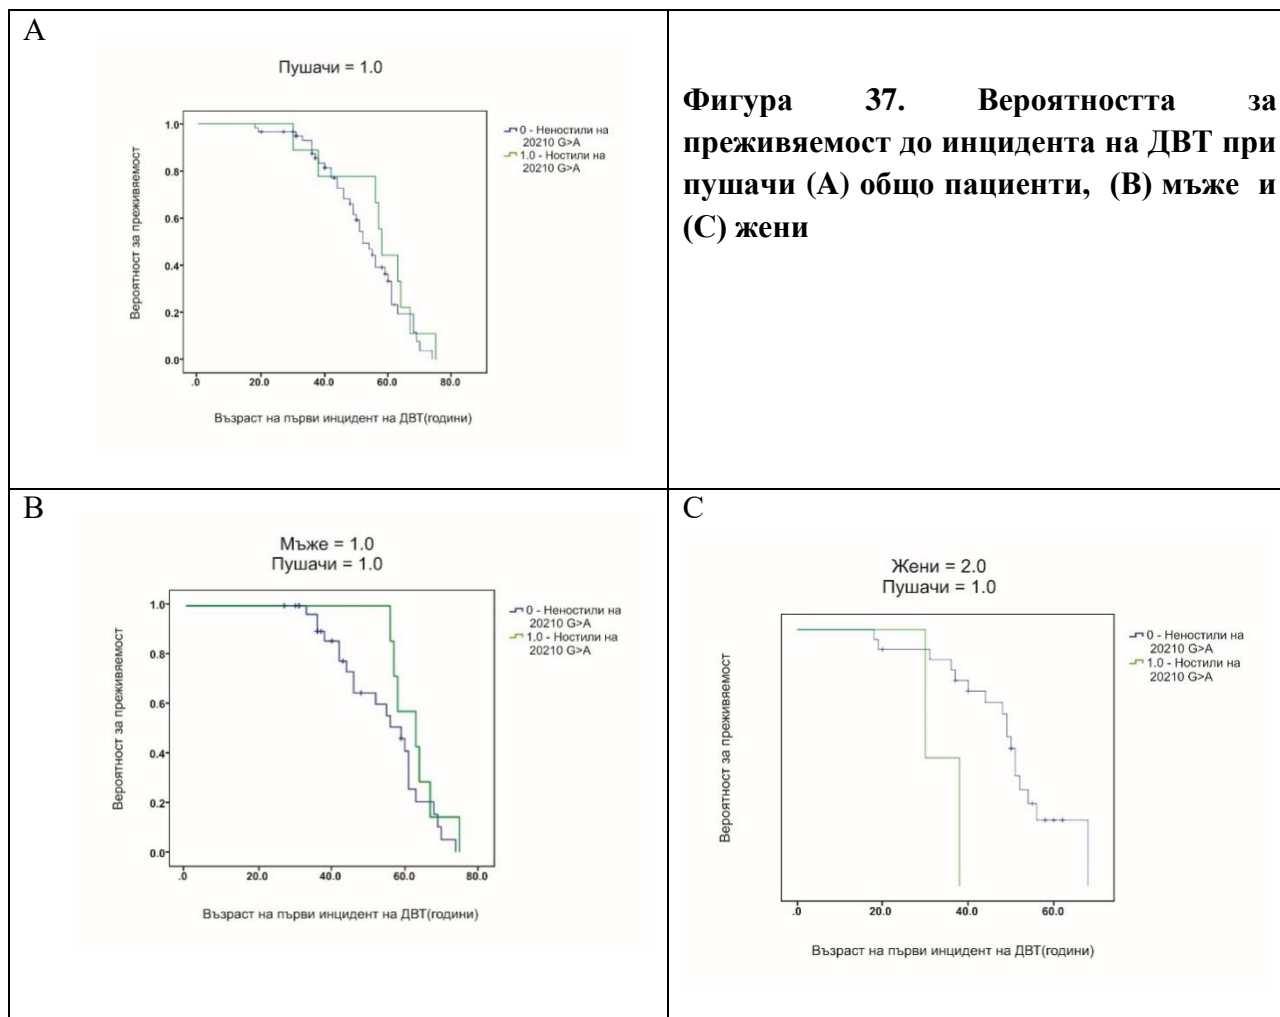 A
Пушачи = 1.0
Вероятност за преживяемост
1.0
0.8
0.6
0.4
0.2
0.0
.0 20.0 40.0 60.0 80.0
Възраст на първи инцидент на ДВТ(години)
0 - Неностили на
20210 G>A
1.0 - Ностили на
20210 G>A
Фигура 37. Вероятността за
преживяемост до инцидента на ДВТ при
пушачи (A) общо пациенти, (B) мъже и
(C) жени
B
Мъже = 1.0
Пушачи = 1.0
Вероятност за преживяемост
1.0
0.8
0.6
0.4
0.2
0.0
.0 20.0 40.0 60.0 80.0
Възраст на първи инцидент на ДВТ(години)
0 - Неностили на
20210 G>A
1.0 - Ностили на
20210 G>A
C
Жени = 2.0
Пушачи = 1.0
Вероятност за преживяемост
.0 20.0 40.0 60.0
Възраст на първи инцидент на ДВТ(години)
0 - Неностили на
20210 G>A
1.0 - Ностили на
20210 G>A